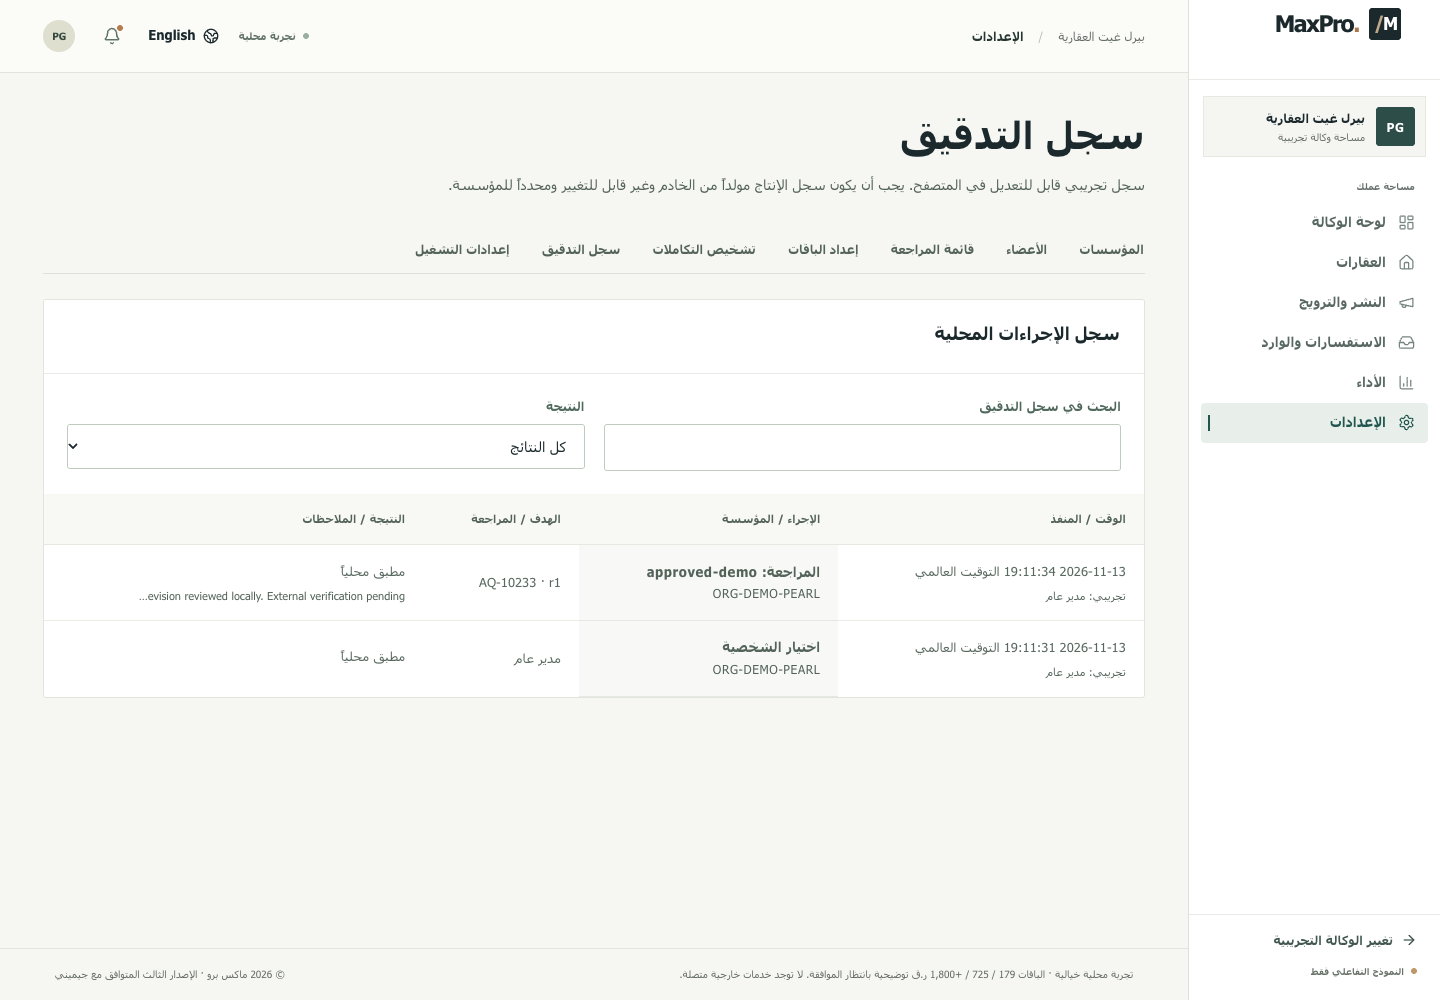 MaxPro. /M
PG بيرل غيت العقارية
مساحة وكالة تجريبية
مساحة عملك
لوحة الوكالة
العقارات
النشر والترويج
الاستفسارات والوارد
الأداء
الإعدادات
تغيير الوكالة التجريبية
النموذج التفاعلي فقط
بيرل غيت العقارية / الإعدادات
تجربة محلية
English
PG
سجل التدقيق
سجل تجريبي قابل للتعديل في المتصفح. يجب أن يكون سجل الإنتاج مولداً من الخادم وغير قابل للتغيير ومحدداً للمؤسسة.
المؤسسات الأعضاء قائمة المراجعة إعداد الباقات تشخيص التكاملات سجل التدقيق إعدادات التشغيل
سجل الإجراءات المحلية
البحث في سجل التدقيق
النتيجة
كل النتائج
الوقت / المنفذ الإجراء / المؤسسة الهدف / المراجعة النتيجة / الملاحظات
2026-11-13 19:11:34 التوقيت العالمي
تجريبي: مدير عام
المراجعة: approved-demo
ORG-DEMO-PEARL
AQ-10233 · r1
مطبق محلياً
...evision reviewed locally. External verification pending
2026-11-13 19:11:31 التوقيت العالمي
تجريبي: مدير عام
اختيار الشخصية
ORG-DEMO-PEARL
مدير عام
مطبق محلياً
تجربة محلية خيالية · الباقات 179 / 725 / +1,800 ر.ق توضيحية بانتظار الموافقة. لا توجد خدمات خارجية متصلة.
© 2026 ماكس برو · الإصدار الثالث المتوافق مع جيميني